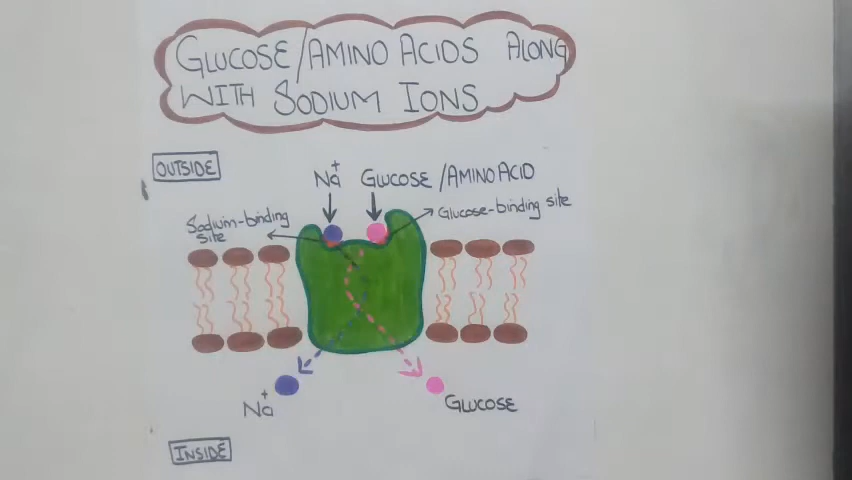 GLUCOSE/AMINO ACIDS ALONG
WITH SODIUM IONS
OUTSIDE
Na+ GLUCOSE/AMINO ACID
Sodium-binding
site
Glucose-binding site
Na+
GLUCOSE
INSIDE